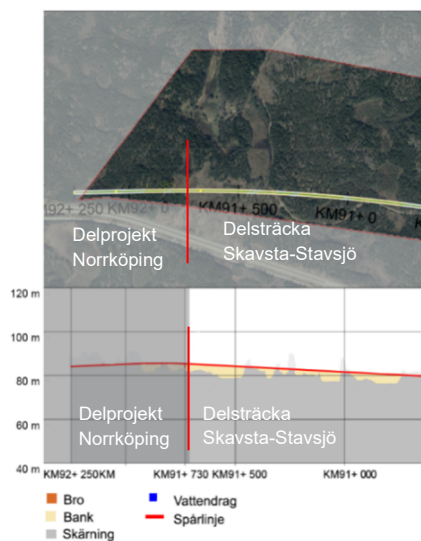 KM92+ 250 KM92+ 0 KM91+ 500 KM91+ 0
Delprojekt
Norrköping
Delsträcka
Skavsta-Stavsjö
120 m
100 m
80 m
60 m
40 m
Delprojekt
Norrköping
Delsträcka
Skavsta-Stavsjö
KM92+ 250KM KM91+ 730 KM91+ 500 KM91+ 000
Bro
Bank
Skärning
Vattendrag
Spårlinje